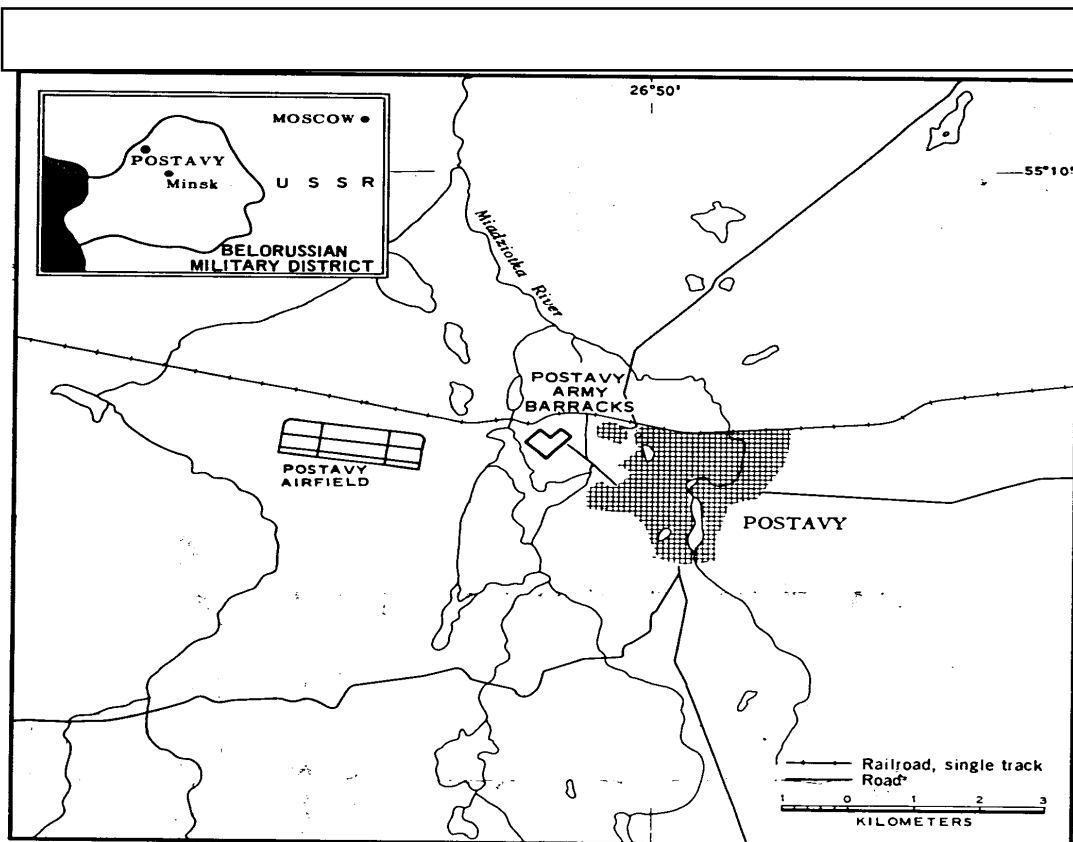 26°50'
MOSCOW
POSTAVY
Minsk
U S S R
BELORUSSIAN
MILITARY DISTRICT
55°10'
Miadziotka River
POSTAVY
ARMY
BARRACKS
POSTAVY
AIRFIELD
POSTAVY
Railroad, single track
Road
1 0 1 2 3
KILOMETERS